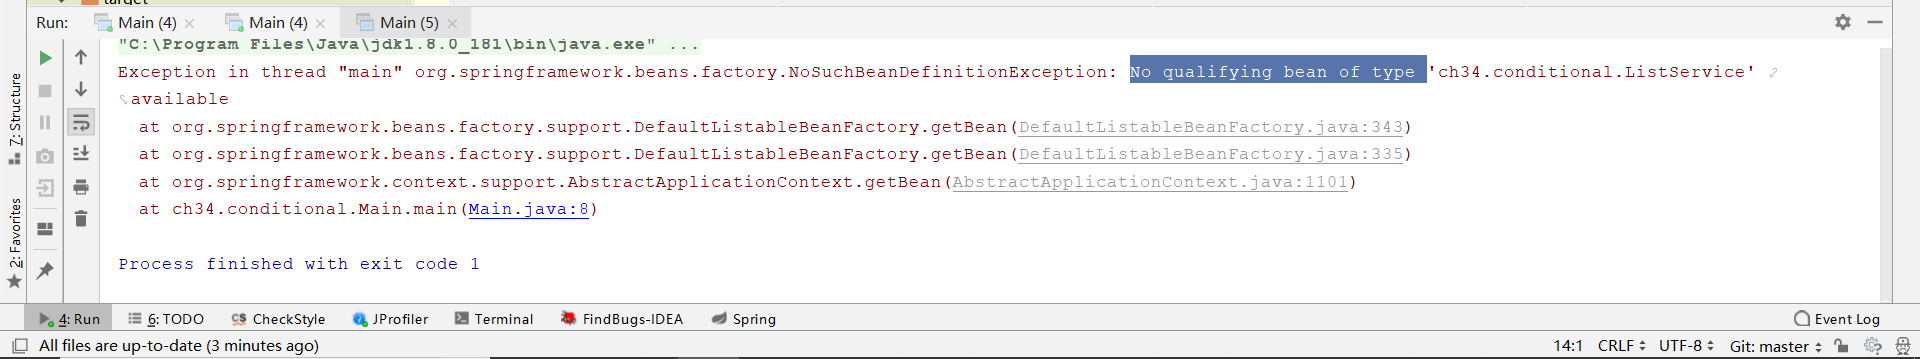 target
Run: Main (4) × Main (4) × Main (5) ×
"C:\Program Files\Java\jdk1.8.0_181\bin\java.exe" ...
Exception in thread "main" org.springframework.beans.factory.NoSuchBeanDefinitionException: No qualifying bean of type 'ch34.conditional.ListService'
available
at org.springframework.beans.factory.support.DefaultListableBeanFactory.getBean(DefaultListableBeanFactory.java:343)
at org.springframework.beans.factory.support.DefaultListableBeanFactory.getBean(DefaultListableBeanFactory.java:335)
at org.springframework.context.support.AbstractApplicationContext.getBean(AbstractApplicationContext.java:1101)
at ch34.conditional.Main.main(Main.java:8)
Process finished with exit code 1
7: Structure
2: Favorites
4: Run 6: TODO CS CheckStyle JProfiler Terminal FindBugs-IDEA Spring Event Log
All files are up-to-date (3 minutes ago) 14:1 CRLF UTF-8 Git: master